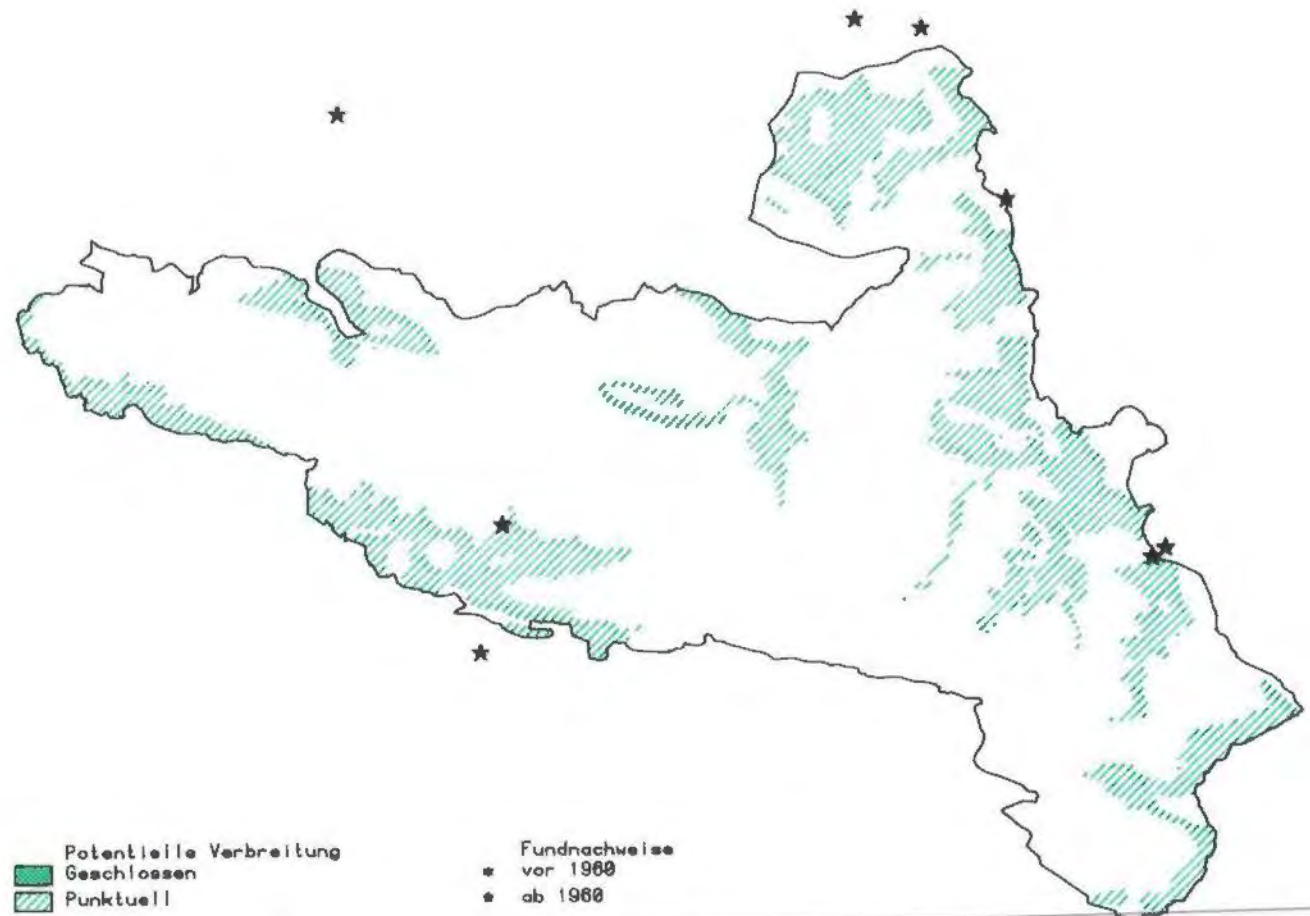 Potentielle Verbreitung
Geschlossen
Punktuell
Fundnachweise
* vor 1960
★ ab 1960